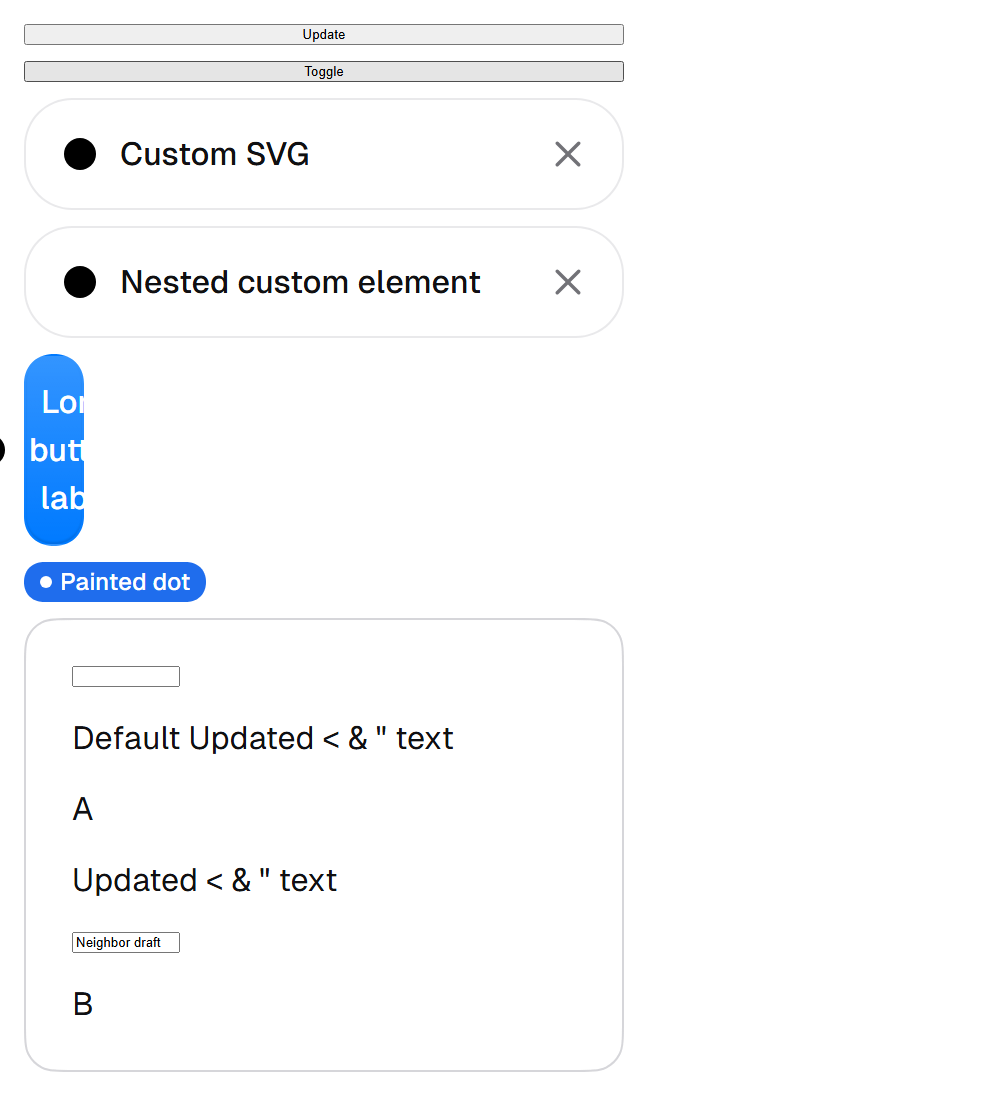 Update
Toggle
Custom SVG
Nested custom element
Painted dot
Default Updated < & " text
A
Updated < & " text
Neighbor draft
B